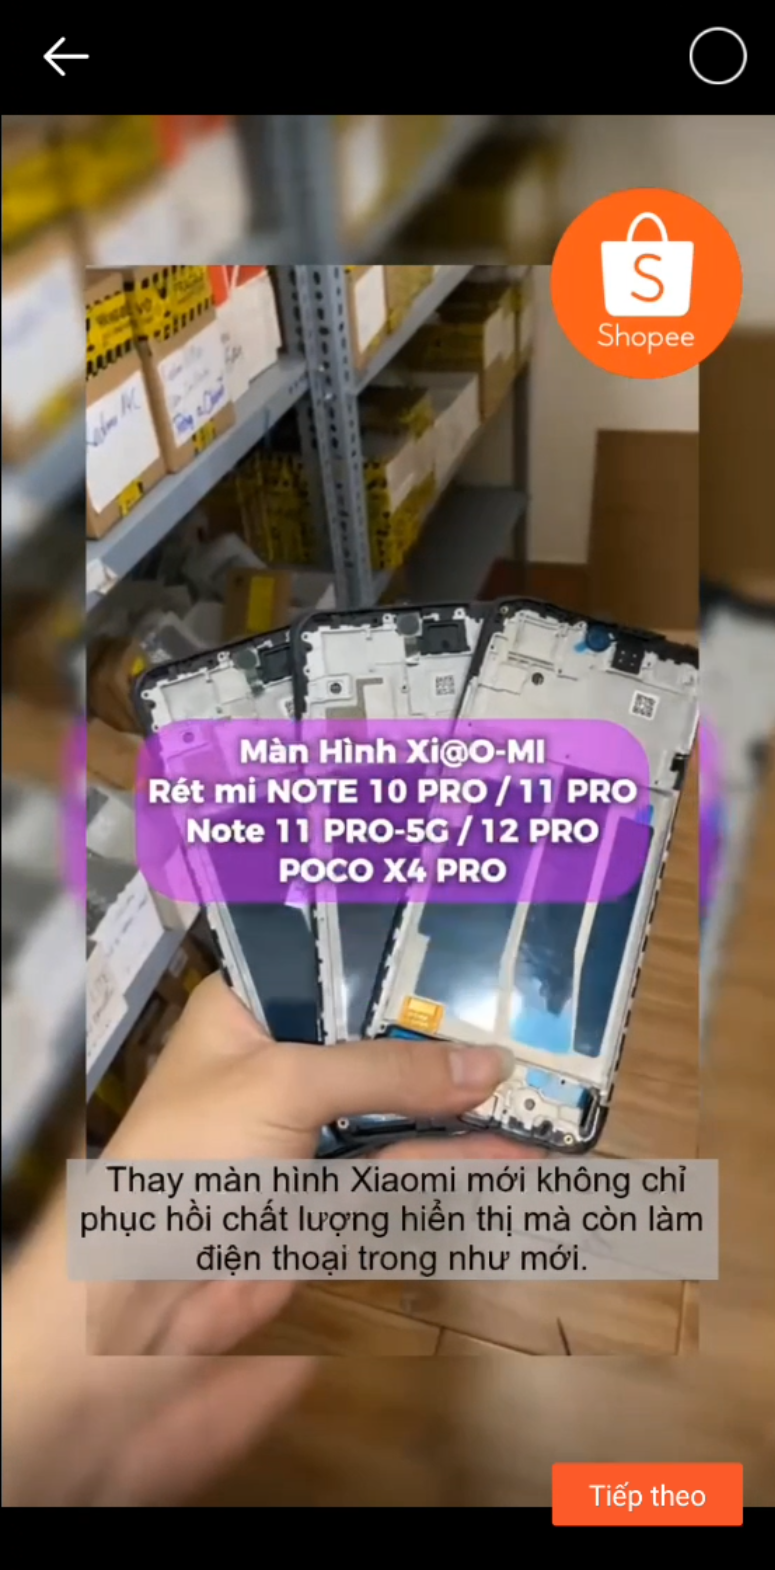 Shopee
Màn Hình Xi@O-MI
Rét mi NOTE 10 PRO / 11 PRO
Note 11 PRO-5G / 12 PRO
POCO X4 PRO
Thay màn hình Xiaomi mới không chỉ
phục hồi chất lượng hiển thị mà còn làm
điện thoại trong như mới.
Tiếp theo